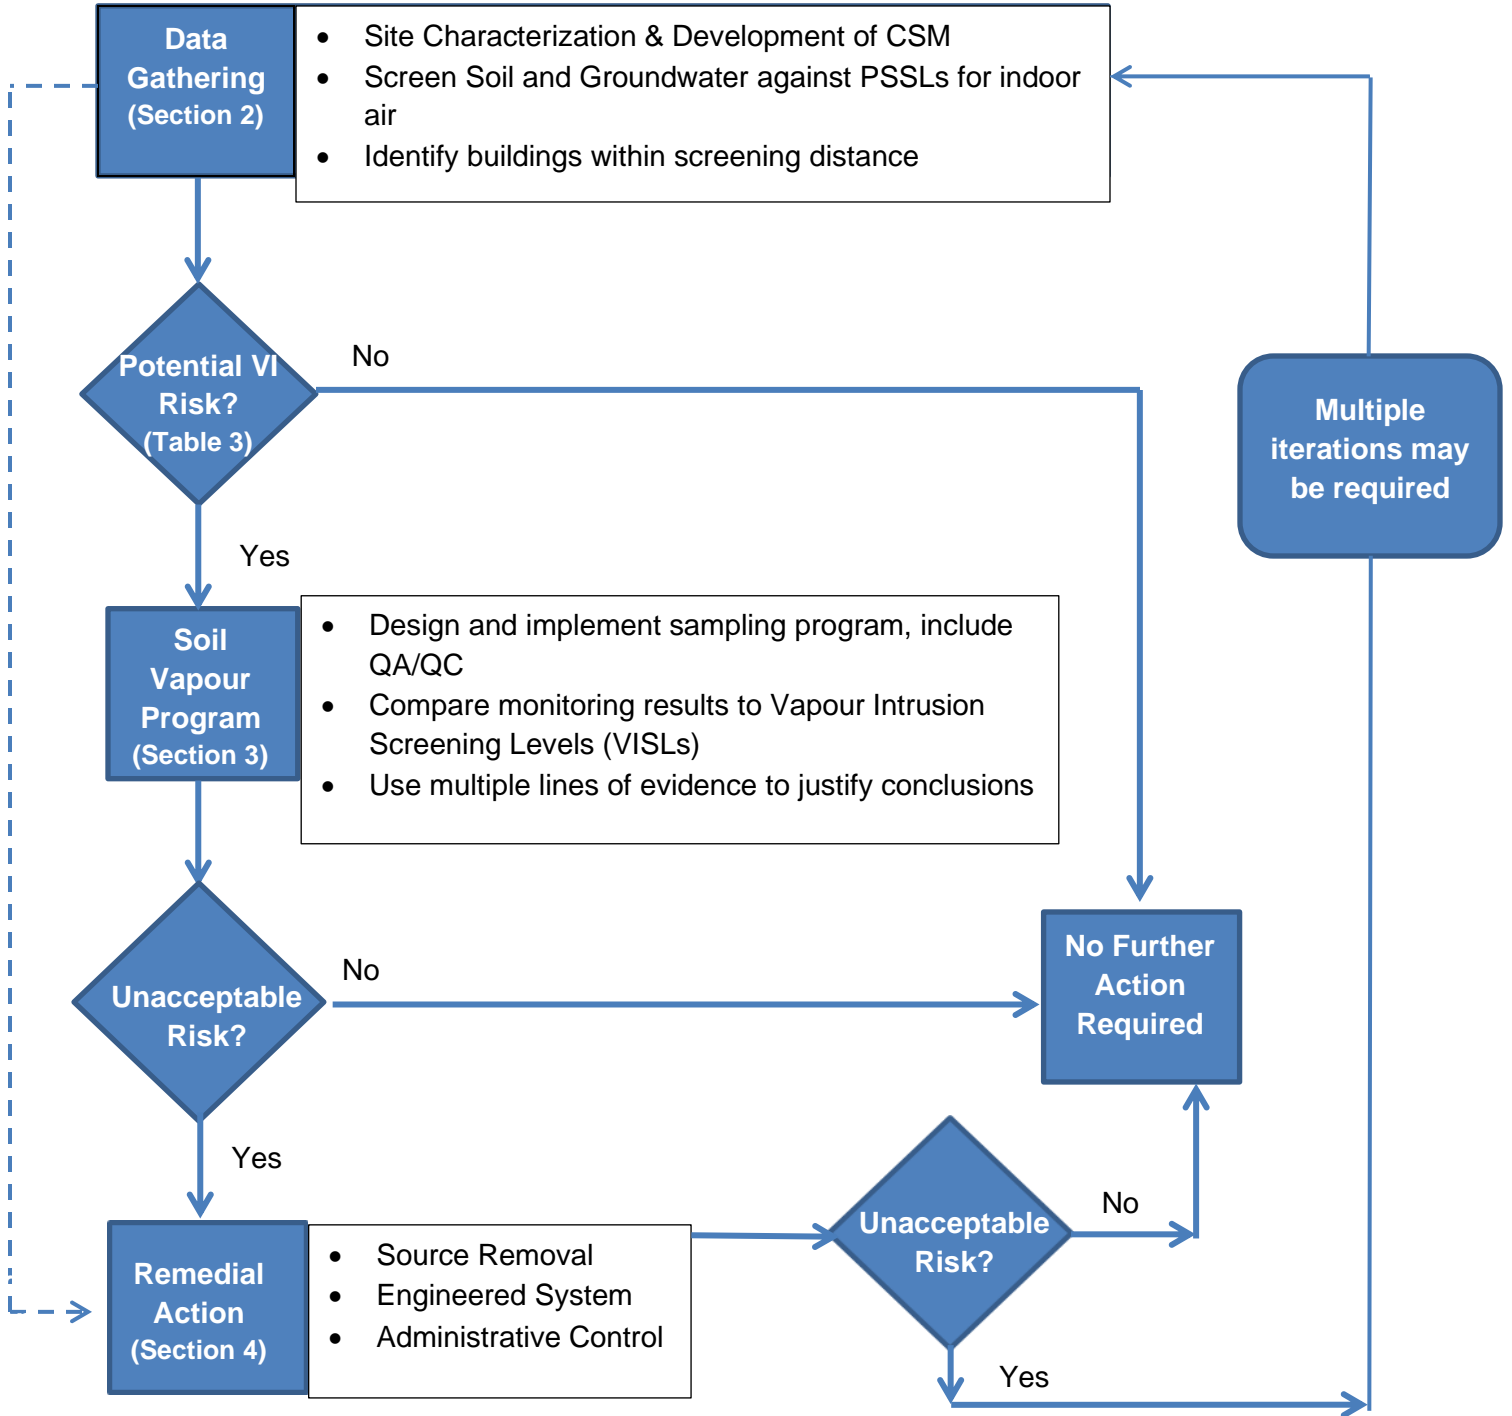 Data
Gathering
(Section 2)
• Site Characterization & Development of CSM
• Screen Soil and Groundwater against PSSLs for indoor
air
• Identify buildings within screening distance
Potential VI
Risk?
(Table 3)
No
Yes
Multiple
iterations may
be required
Soil
Vapour
Program
(Section 3)
• Design and implement sampling program, include
QA/QC
• Compare monitoring results to Vapour Intrusion
Screening Levels (VISLs)
• Use multiple lines of evidence to justify conclusions
Unacceptable
Risk?
No
Yes
No Further
Action
Required
Remedial
Action
(Section 4)
• Source Removal
• Engineered System
• Administrative Control
Unacceptable
Risk?
No
Yes